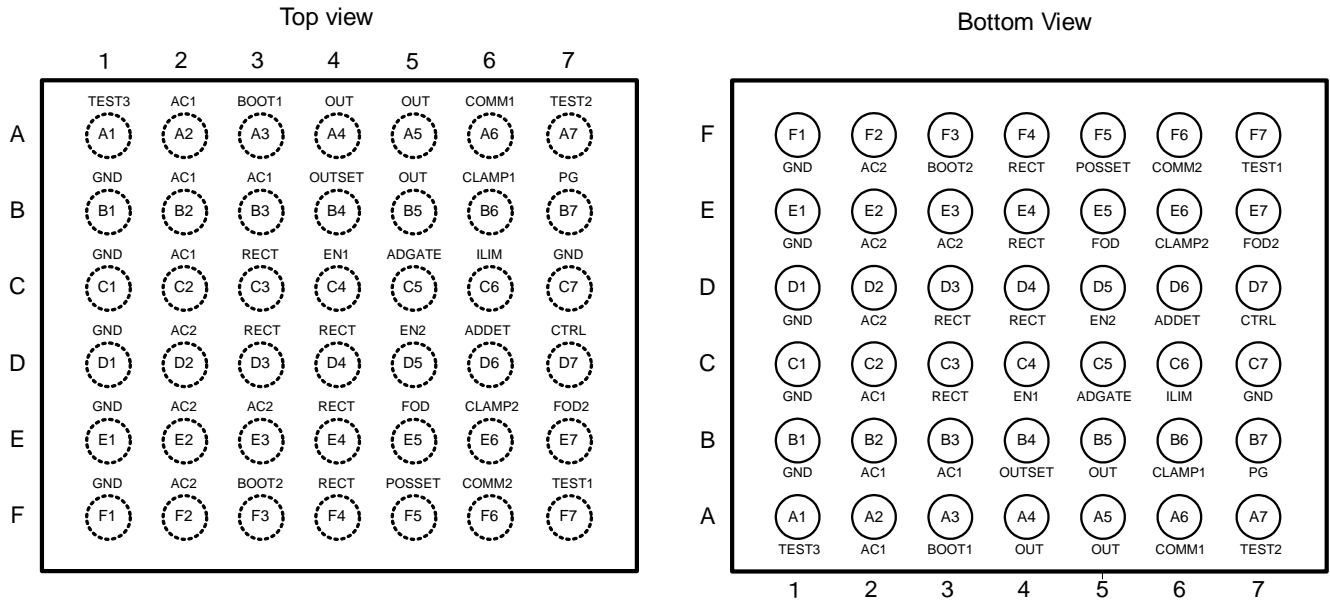 Top view
1 2 3 4 5 6 7
TEST3 AC1 BOOT1 OUT OUT COMM1 TEST2
A A1 A2 A3 A4 A5 A6 A7
GND AC1 AC1 OUTSET OUT CLAMP1 PG
B B1 B2 B3 B4 B5 B6 B7
GND AC1 RECT EN1 ADGATE ILIM GND
C C1 C2 C3 C4 C5 C6 C7
GND AC2 RECT RECT EN2 ADDET CTRL
D D1 D2 D3 D4 D5 D6 D7
GND AC2 AC2 RECT FOD CLAMP2 FOD2
E E1 E2 E3 E4 E5 E6 E7
GND AC2 BOOT2 RECT POSSET COMM2 TEST1
F F1 F2 F3 F4 F5 F6 F7
Bottom View
F F1 F2 F3 F4 F5 F6 F7
GND AC2 BOOT2 RECT POSSET COMM2 TEST1
E E1 E2 E3 E4 E5 E6 E7
GND AC2 AC2 RECT FOD CLAMP2 FOD2
D D1 D2 D3 D4 D5 D6 D7
GND AC2 RECT RECT EN2 ADDET CTRL
C C1 C2 C3 C4 C5 C6 C7
GND AC1 RECT EN1 ADGATE ILIM GND
B B1 B2 B3 B4 B5 B6 B7
GND AC1 AC1 OUTSET OUT CLAMP1 PG
A A1 A2 A3 A4 A5 A6 A7
TEST3 AC1 BOOT1 OUT OUT COMM1 TEST2
1 2 3 4 5 6 7